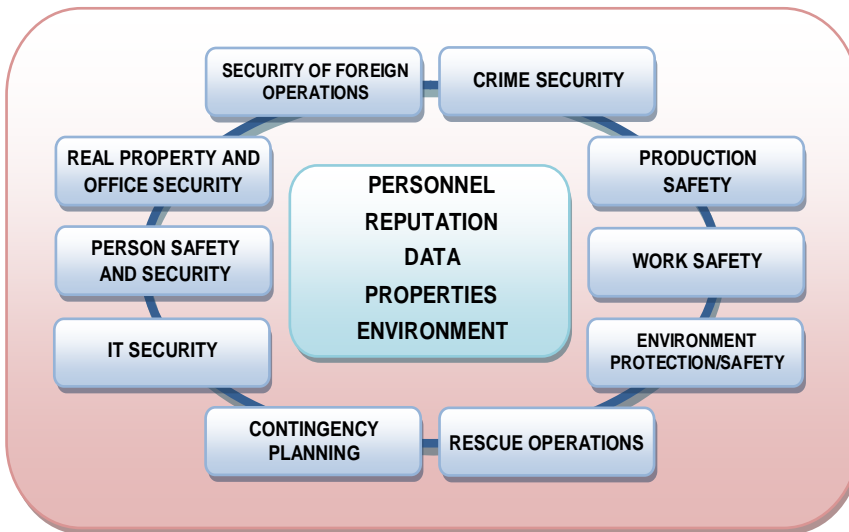 SECURITY OF FOREIGN
OPERATIONS
CRIME SECURITY
REAL PROPERTY AND
OFFICE SECURITY
PRODUCTION
SAFETY
PERSON SAFETY
AND SECURITY
WORK SAFETY
IT SECURITY
ENVIRONMENT
PROTECTION/SAFETY
CONTINGENCY
PLANNING
RESCUE OPERATIONS
PERSONNEL
REPUTATION
DATA
PROPERTIES
ENVIRONMENT